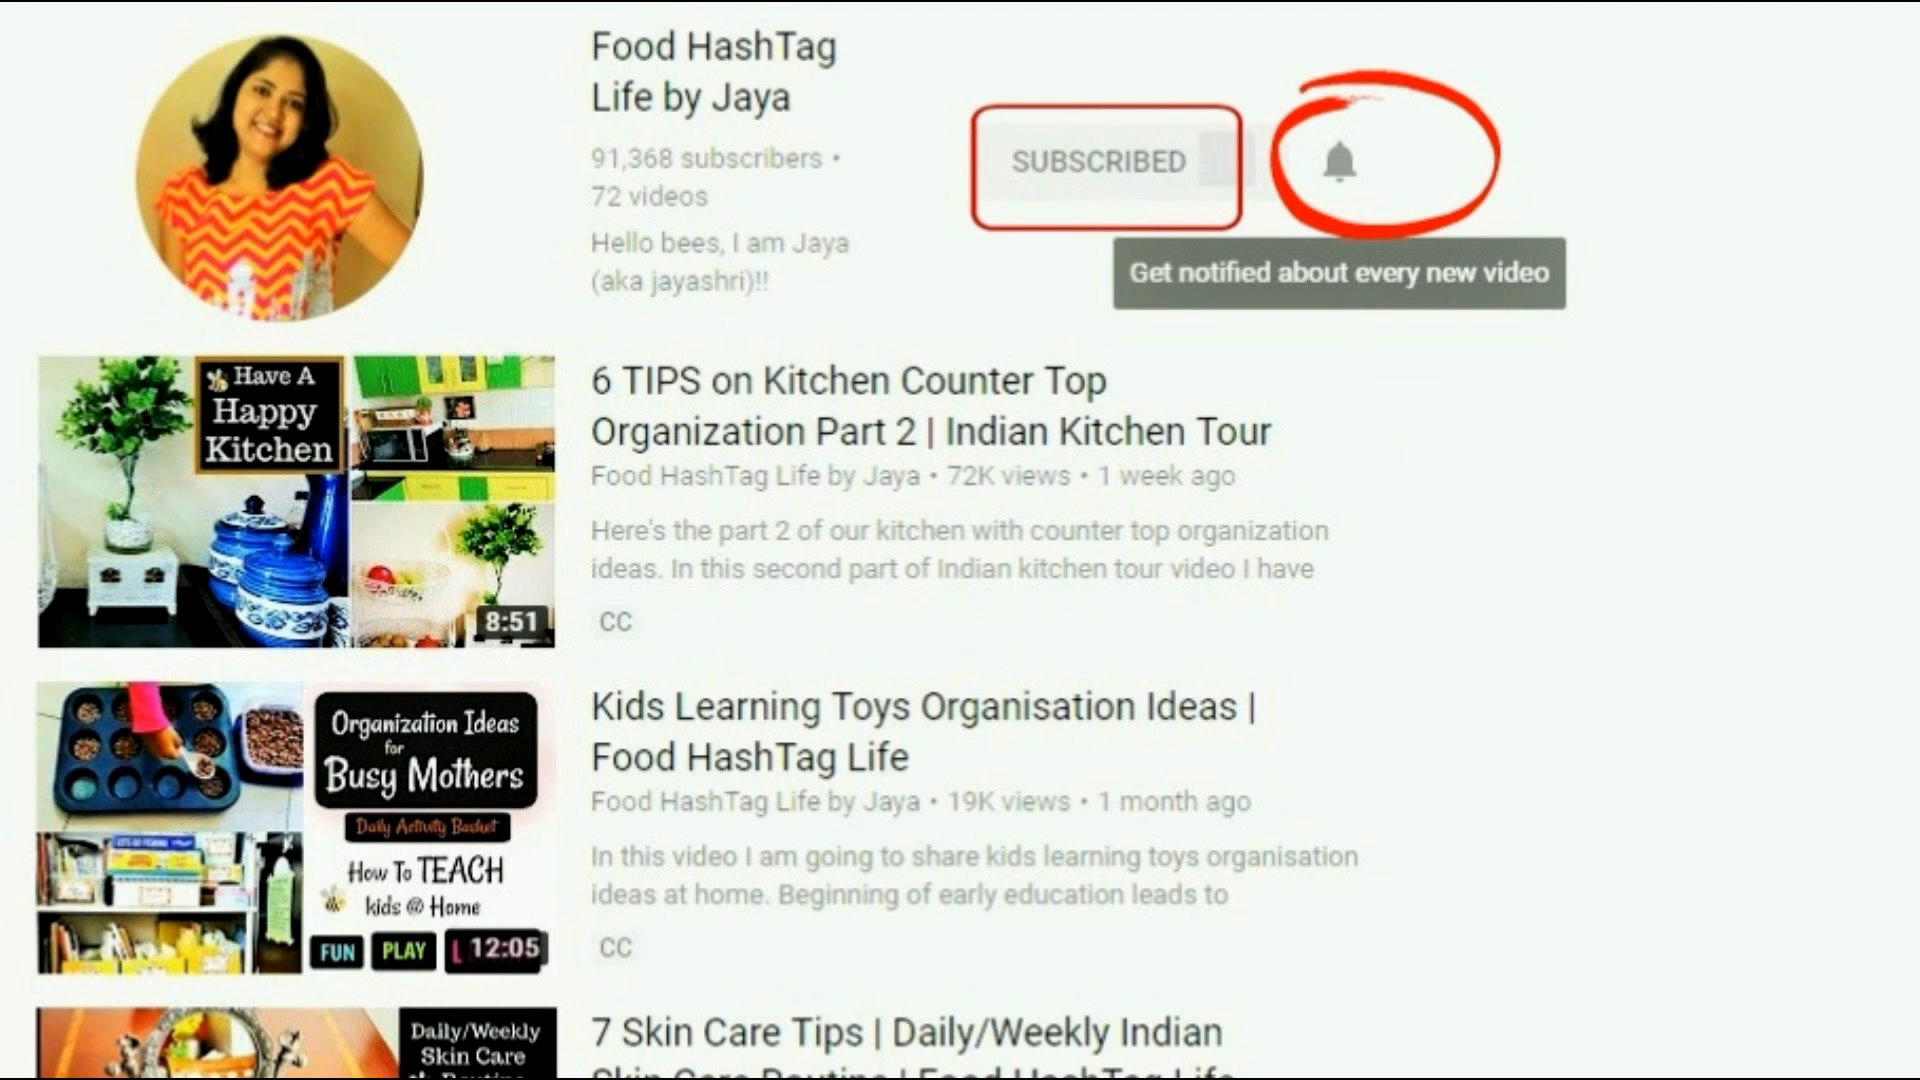 Food HashTag
Life by Jaya
91,368 subscribers •
72 videos
Hello bees, I am Jaya
(aka jayashri)!!
SUBSCRIBED
Get notified about every new video
Have A
Happy
Kitchen
8:51
6 TIPS on Kitchen Counter Top
Organization Part 2 | Indian Kitchen Tour
Food HashTag Life by Jaya • 72K views • 1 week ago
Here's the part 2 of our kitchen with counter top organization
ideas. In this second part of Indian kitchen tour video I have
CC
Organization Ideas
for
Busy Mothers
Daily Activity Basket
How To TEACH
kids @ Home
FUN PLAY L 12:05
Kids Learning Toys Organisation Ideas |
Food HashTag Life
Food HashTag Life by Jaya • 19K views • 1 month ago
In this video I am going to share kids learning toys organisation
ideas at home. Beginning of early education leads to
CC
Daily/Weekly
Skin Care
7 Skin Care Tips | Daily/Weekly Indian
Skin Care Routine | Food HashTag Life